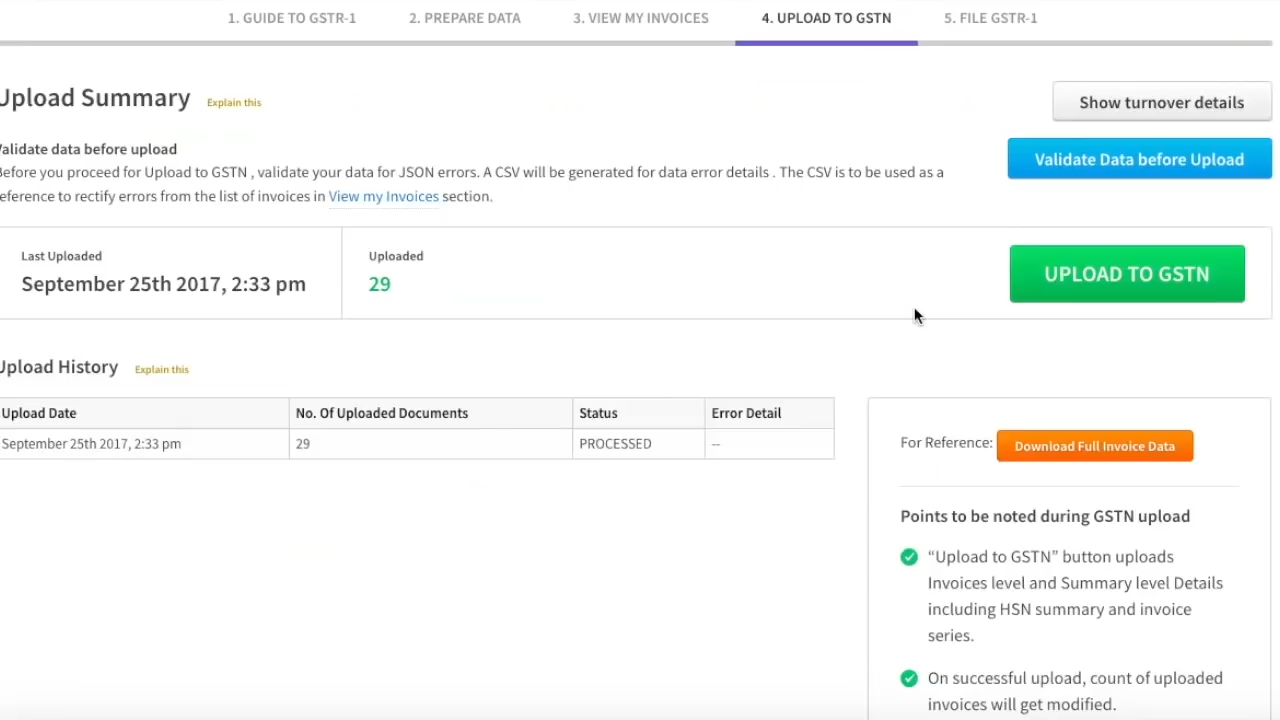 1. GUIDE TO GSTR-1 2. PREPARE DATA 3. VIEW MY INVOICES 4. UPLOAD TO GSTN 5. FILE GSTR-1
Upload Summary Explain this
Show turnover details
Validate data before upload
Before you proceed for Upload to GSTN , validate your data for JSON errors. A CSV will be generated for data error details . The CSV is to be used as a
reference to rectify errors from the list of invoices in View my Invoices section.
Validate Data before Upload
Last Uploaded
September 25th 2017, 2:33 pm
Uploaded
29
UPLOAD TO GSTN
Upload History Explain this
Upload Date No. Of Uploaded Documents Status Error Detail
September 25th 2017, 2:33 pm 29 PROCESSED --
For Reference: Download Full Invoice Data
Points to be noted during GSTN upload
“Upload to GSTN” button uploads
Invoices level and Summary level Details
including HSN summary and invoice
series.
On successful upload, count of uploaded
invoices will get modified.